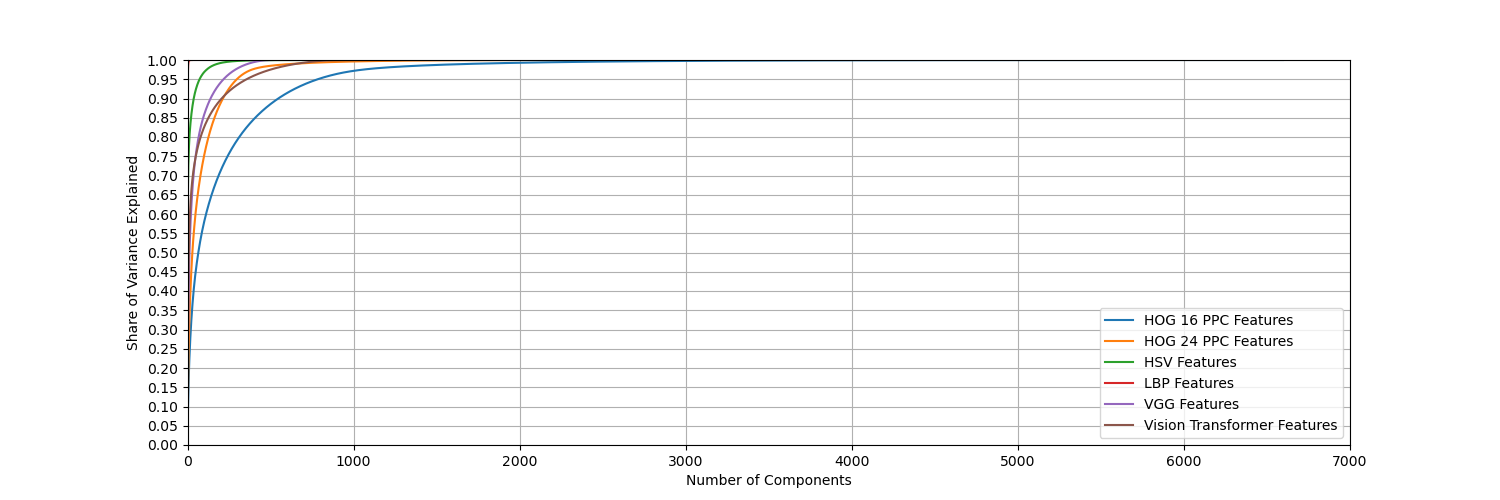 1.00
0.95
0.90
0.85
0.80
0.75
0.70
0.65
0.60
0.55
0.50
0.45
0.40
0.35
0.30
0.25
0.20
0.15
0.10
0.05
0.00
Share of Variance Explained
HOG 16 PPC Features
HOG 24 PPC Features
HSV Features
LBP Features
VGG Features
Vision Transformer Features
0 1000 2000 3000 4000 5000 6000 7000
Number of Components